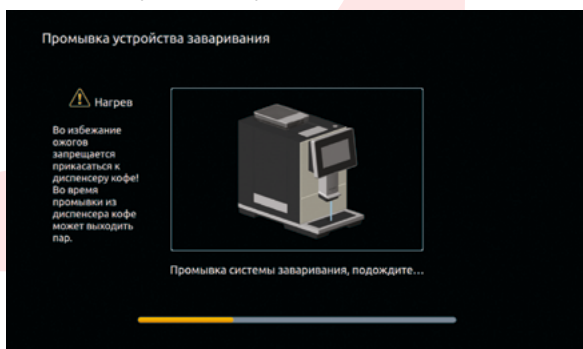 Промывка устройства заваривания
Нагрев
Во избежание
ожогов
запрещается
прикасаться к
диспенсеру кофе!
Во время
промывки из
диспенсера кофе
может выходить
пар.
Промывка системы заваривания, подождите...